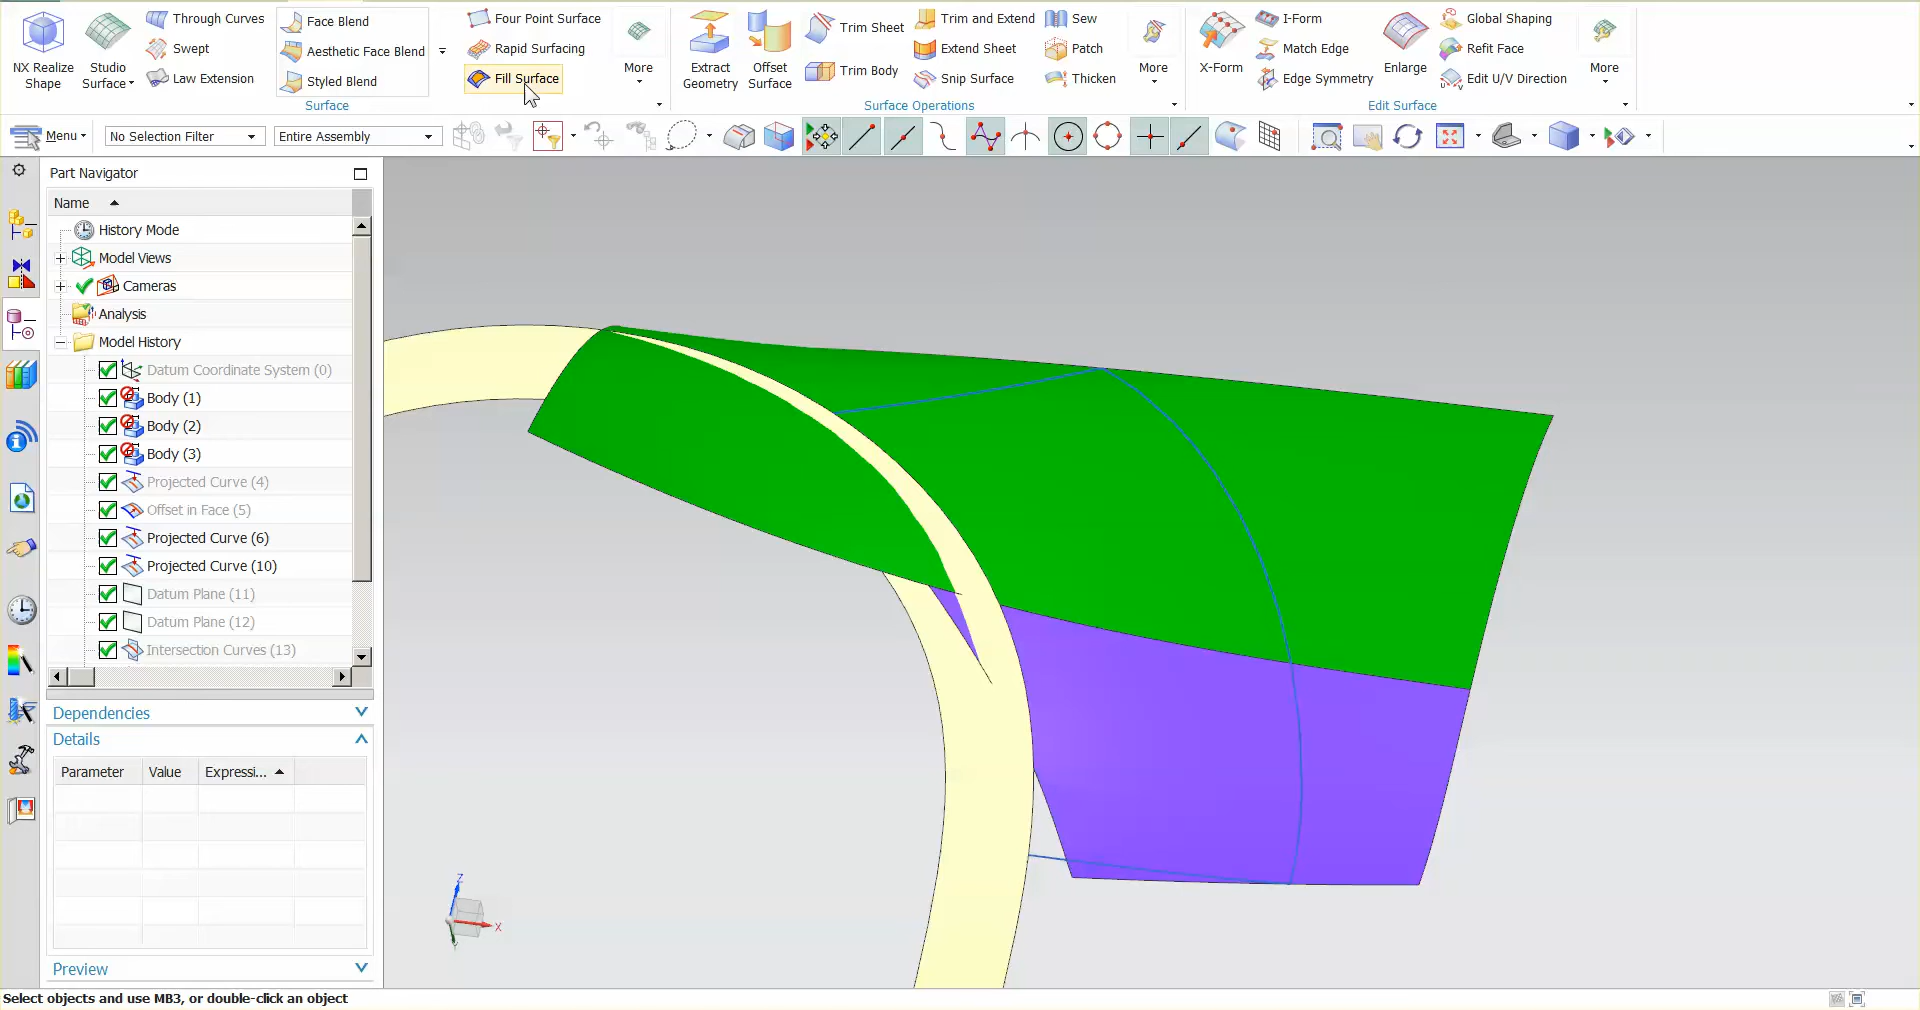 NX Realize
Shape
Studio
Surface
Through Curves
Swept
Law Extension
Face Blend
Aesthetic Face Blend
Styled Blend
Surface
Four Point Surface
Rapid Surfacing
Fill Surface
More
Extract
Geometry
Offset
Surface
Trim Sheet
Trim Body
Trim and Extend
Extend Sheet
Snip Surface
Sew
Patch
Thicken
More
Surface Operations
X-Form
I-Form
Match Edge
Edge Symmetry
Enlarge
Global Shaping
Refit Face
Edit U/V Direction
More
Edit Surface
Menu
No Selection Filter
Entire Assembly
Part Navigator
Name
History Mode
Model Views
Cameras
Analysis
Model History
Datum Coordinate System (0)
Body (1)
Body (2)
Body (3)
Projected Curve (4)
Offset in Face (5)
Projected Curve (6)
Projected Curve (10)
Datum Plane (11)
Datum Plane (12)
Intersection Curves (13)
Dependencies
Details
Parameter Value Expressi...
Preview
Z
X
Select objects and use MB3, or double-click an object